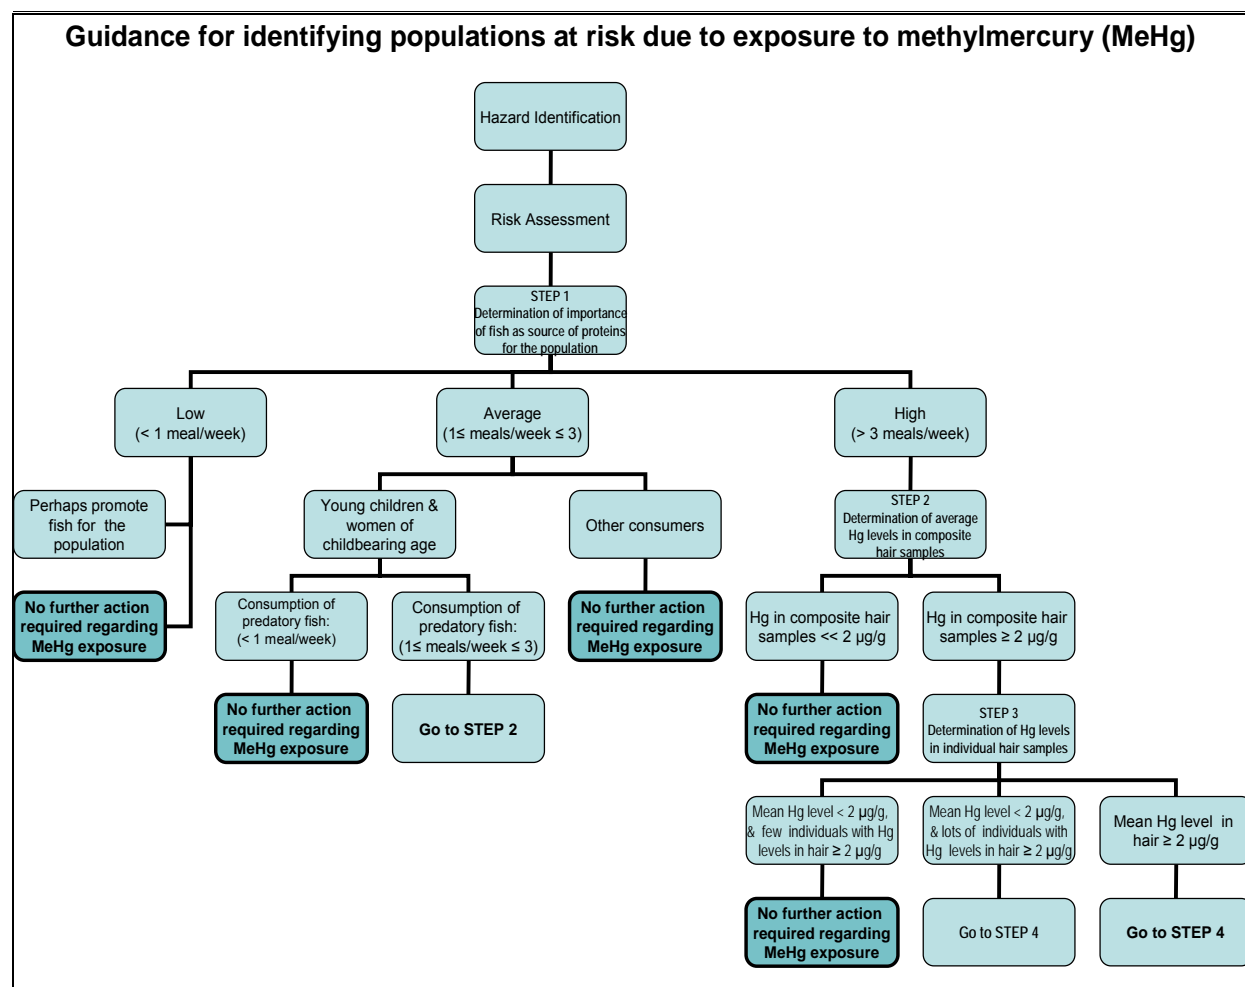 Guidance for identifying populations at risk due to exposure to methylmercury (MeHg)
Hazard Identification
Risk Assessment
STEP 1
Determination of importance
of fish as source of proteins
for the population
Low
(< 1 meal/week)
Average
(1≤ meals/week ≤ 3)
High
(> 3 meals/week)
Perhaps promote
fish for the
population
Young children &
women of
childbearing age
Other consumers
STEP 2
Determination of average
Hg levels in composite
hair samples
No further action
required regarding
MeHg exposure
Consumption of
predatory fish:
(< 1 meal/week)
Consumption of
predatory fish:
(1≤ meals/week ≤ 3)
No further action
required regarding
MeHg exposure
Hg in composite hair
samples << 2 µg/g
Hg in composite hair
samples ≥ 2 µg/g
No further action
required regarding
MeHg exposure
Go to STEP 2
No further action
required regarding
MeHg exposure
STEP 3
Determination of Hg levels
in individual hair samples
Mean Hg level < 2 µg/g,
& few individuals with Hg
levels in hair ≥ 2 µg/g
Mean Hg level < 2 µg/g,
& lots of individuals with
Hg levels in hair ≥ 2 µg/g
Mean Hg level in
hair ≥ 2 µg/g
No further action
required regarding
MeHg exposure
Go to STEP 4
Go to STEP 4